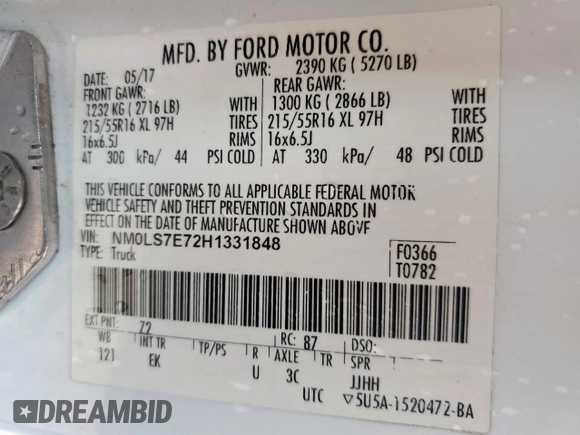 MFD. BY FORD MOTOR CO.
DATE: 05/17 GVWR: 2390 KG ( 5270 LB)
FRONT GAWR: REAR GAWR:
1232 KG ( 2716 LB) WITH 1300 KG ( 2866 LB) WITH
215/55R16 XL 97H TIRES 215/55R16 XL 97H TIRES
16x6.5J RIMS 16x6.5J RIMS
AT 300 kPa/ 44 PSI COLD AT 330 kPa/ 48 PSI COLD
THIS VEHICLE CONFORMS TO ALL APPLICABLE FEDERAL MOTOR
VEHICLE SAFETY AND THEFT PREVENTION STANDARDS IN
EFFECT ON THE DATE OF MANUFACTURE SHOWN ABOVE
VIN: NM0LS7E72H1331848 F0366
TYPE: Truck T0782
EXT PNT: Z2 RC: 87 DSO:
WB INT TR TP/PS R AXLE TR SPR
121 EK U 3C JJHH
UTC ▽5U5A-1520472-BA
DREAMBID